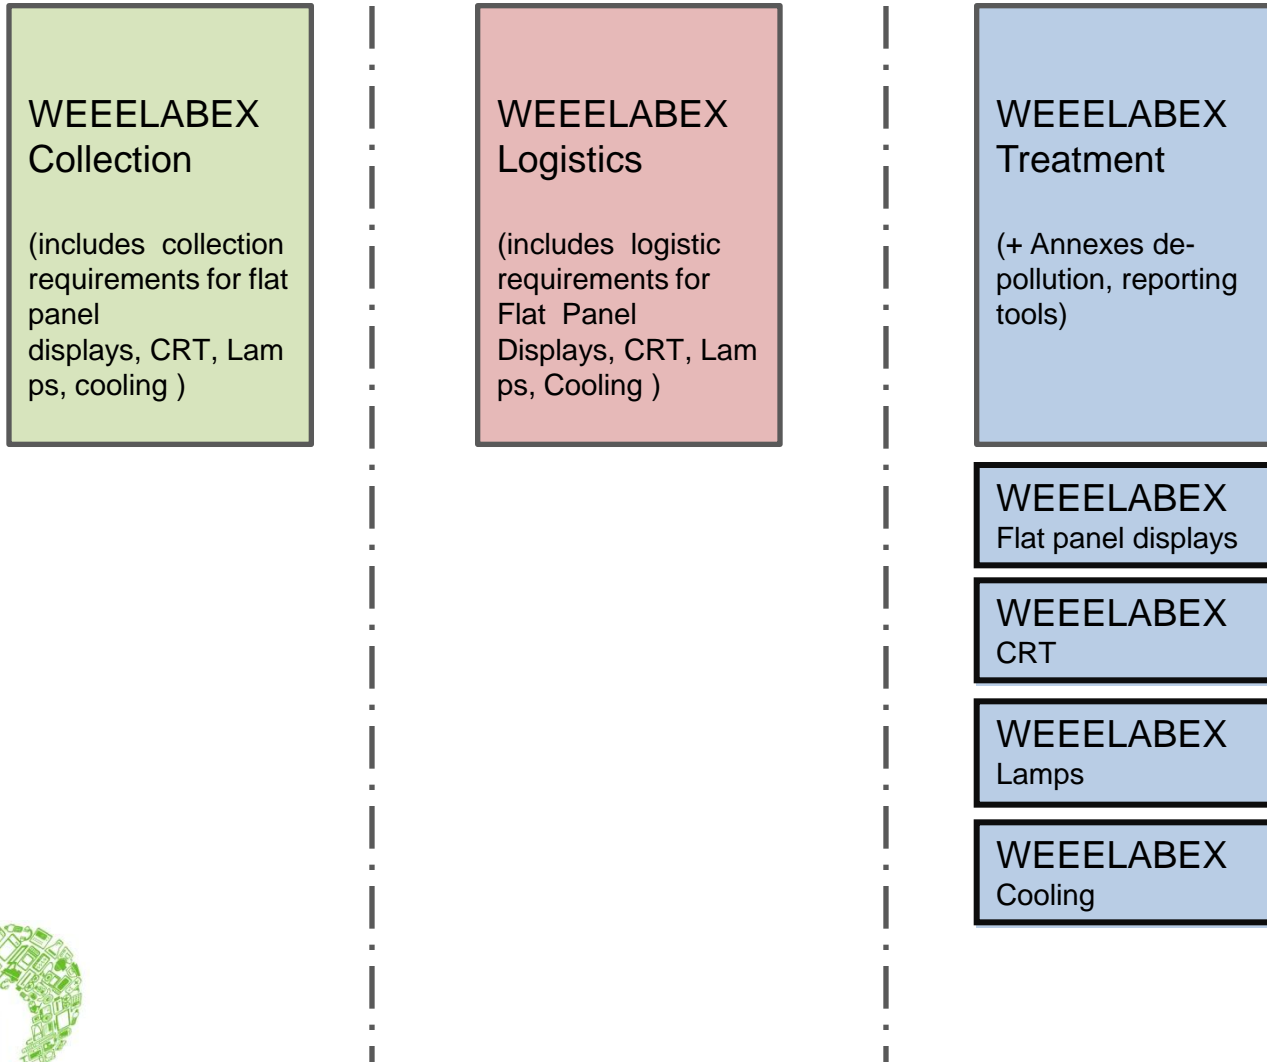 WEEELABEX
Collection
(includes collection
requirements for flat
panel
displays, CRT, Lam
ps, cooling )
WEEELABEX
Logistics
(includes logistic
requirements for
Flat Panel
Displays, CRT, Lam
ps, Cooling )
WEEELABEX
Treatment
(+ Annexes de-
pollution, reporting
tools)
WEEELABEX
Flat panel displays
WEEELABEX
CRT
WEEELABEX
Lamps
WEEELABEX
Cooling